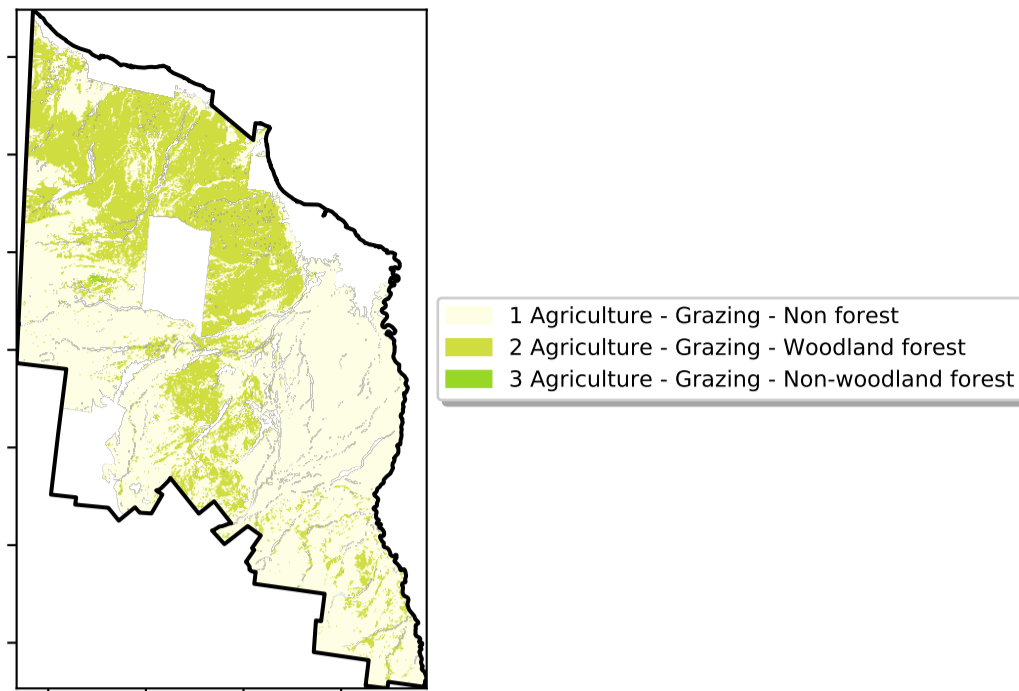 1 Agriculture - Grazing - Non forest
2 Agriculture - Grazing - Woodland forest
3 Agriculture - Grazing - Non-woodland forest